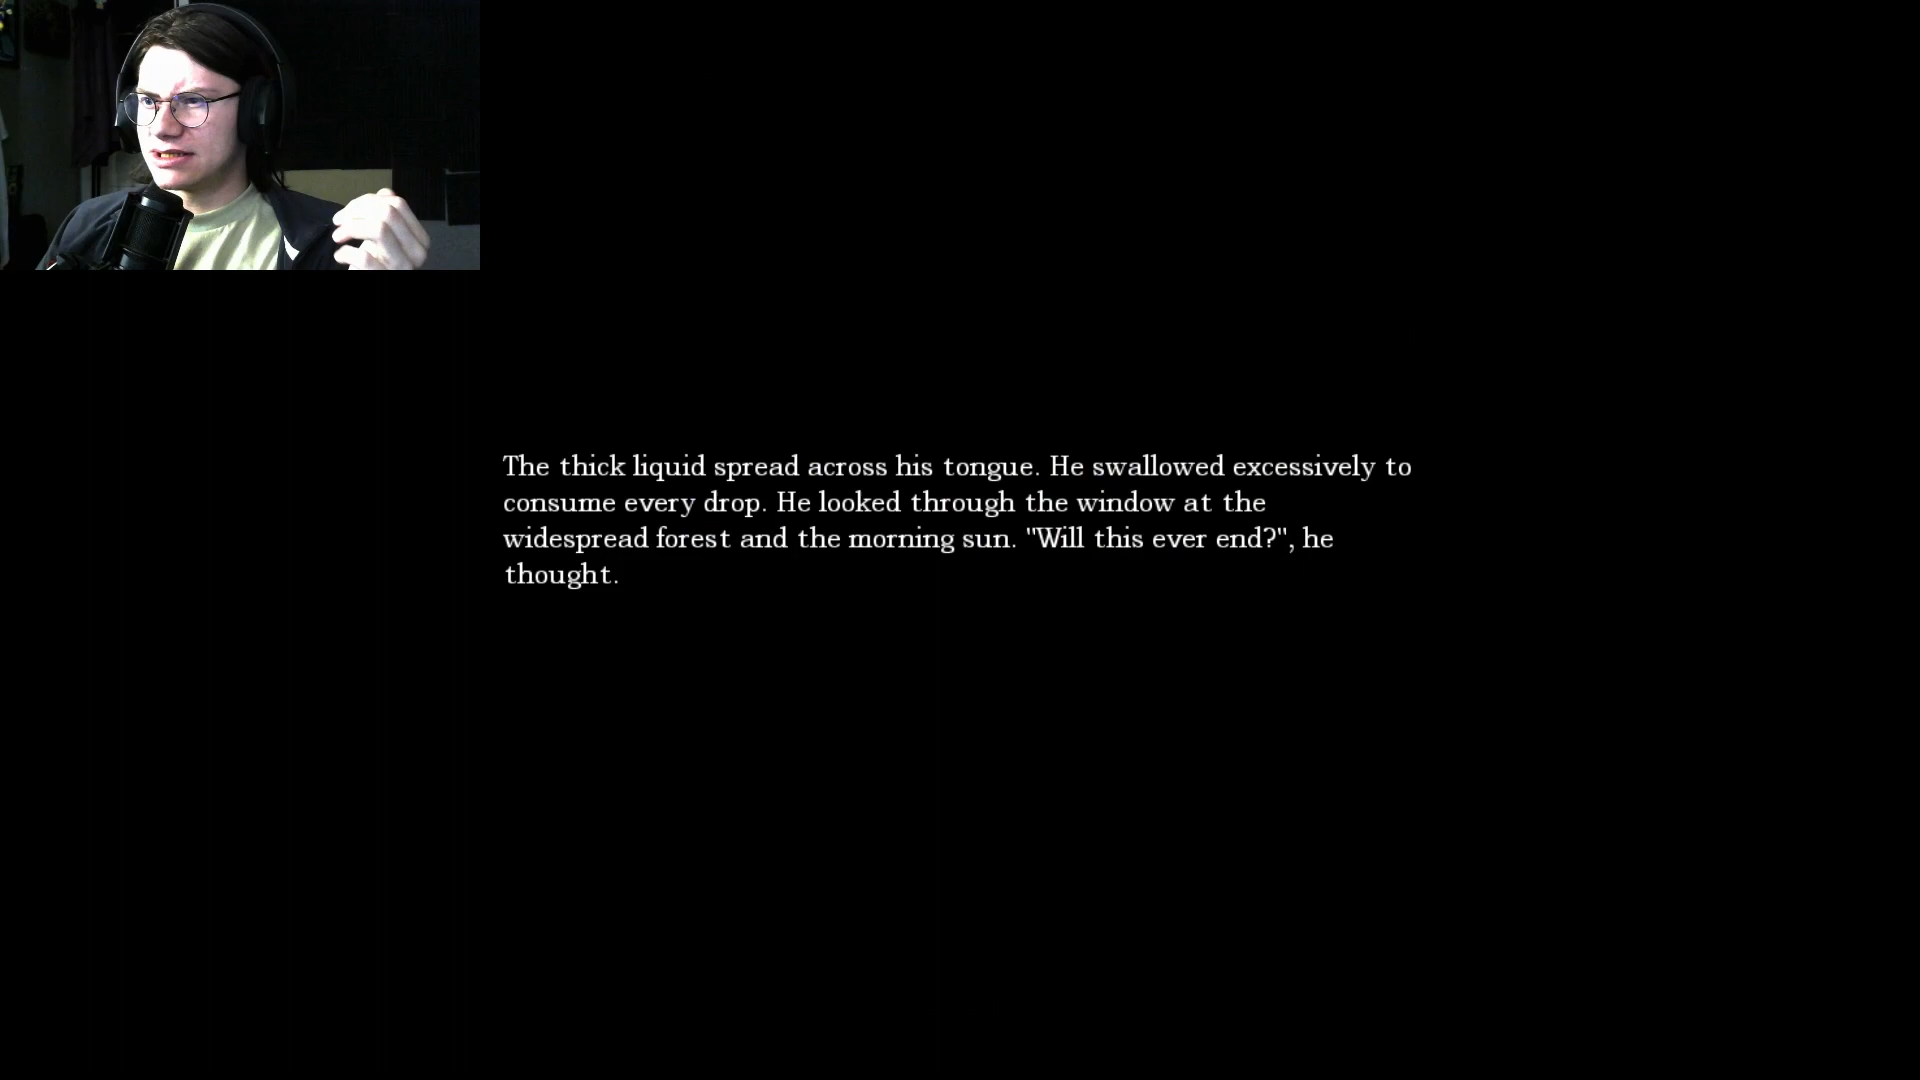 The thick liquid spread across his tongue. He swallowed excessively to
consume every drop. He looked through the window at the
widespread forest and the morning sun. "Will this ever end?", he
thought.